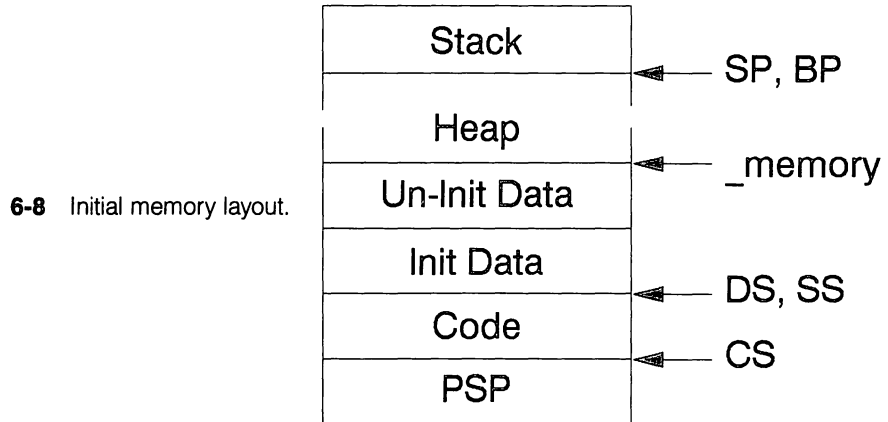 Stack
SP, BP
Heap
_memory
6-8 Initial memory layout.
Un-Init Data
Init Data
DS, SS
Code
CS
PSP